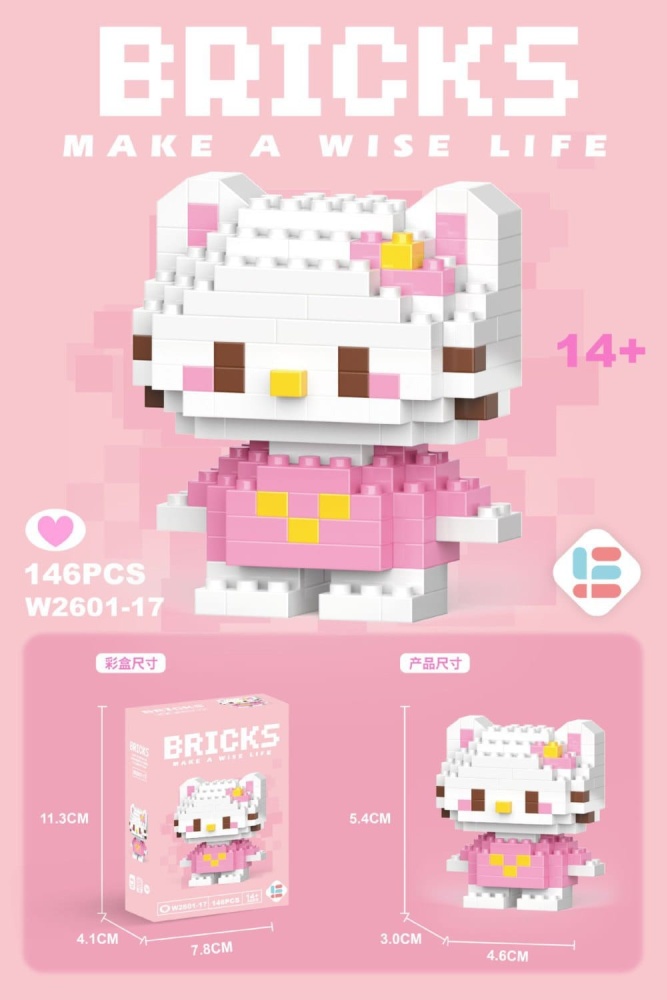 BRICKS
MAKE A WISE LIFE
14+
146PCS
W2601-17
彩盒尺寸
产品尺寸
BRICKS
BRICKS
MAKE A WISE LIFE
W2601-17
146PCS
14+
11.3CM
4.1CM
7.8CM
5.4CM
3.0CM
4.6CM